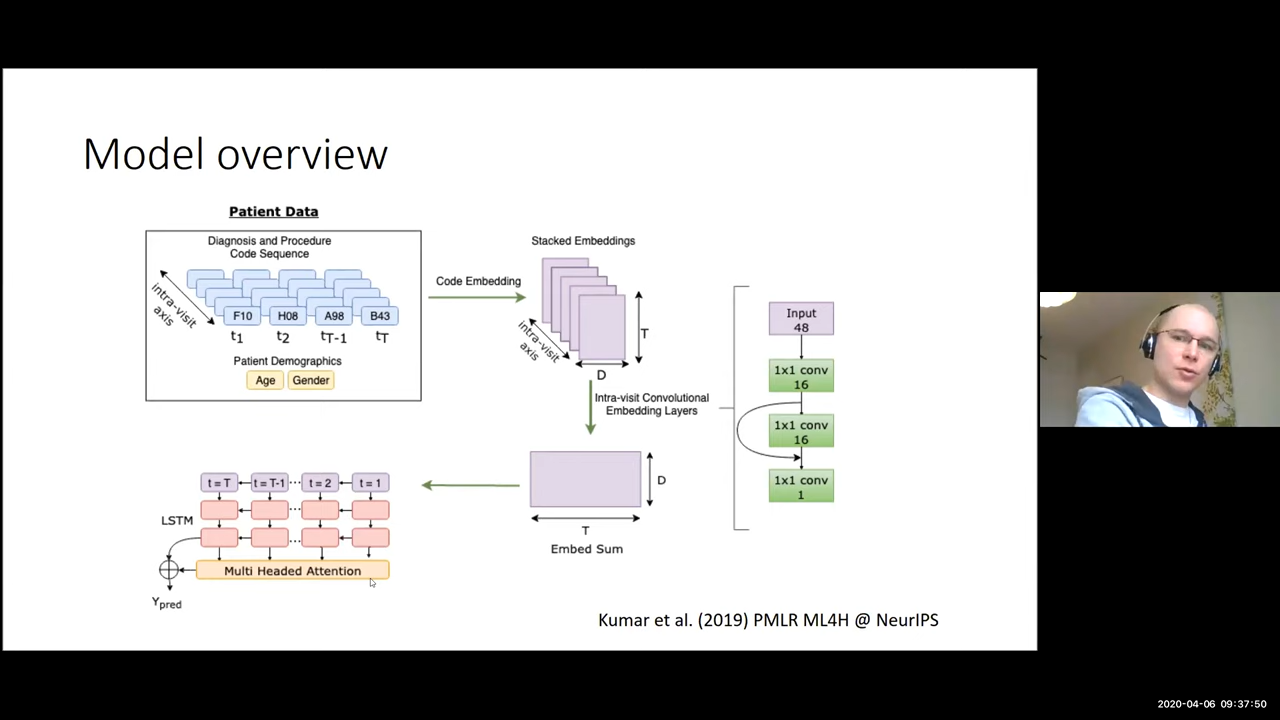 Model overview
Patient Data
Diagnosis and Procedure
Code Sequence
intra-visit
axis
F10 H08 A98 B43
t1 t2 tT-1 tT
Patient Demographics
Age Gender
Code Embedding
Stacked Embeddings
intra-visit
axis
T
D
Intra-visit Convolutional
Embedding Layers
Input
48
1x1 conv
16
1x1 conv
16
1x1 conv
1
D
T
Embed Sum
t = T t = T-1 ... t = 2 t = 1
...
LSTM
...
Multi Headed Attention
Ypred
Kumar et al. (2019) PMLR ML4H @ NeurIPS
2020-04-06 09:37:50